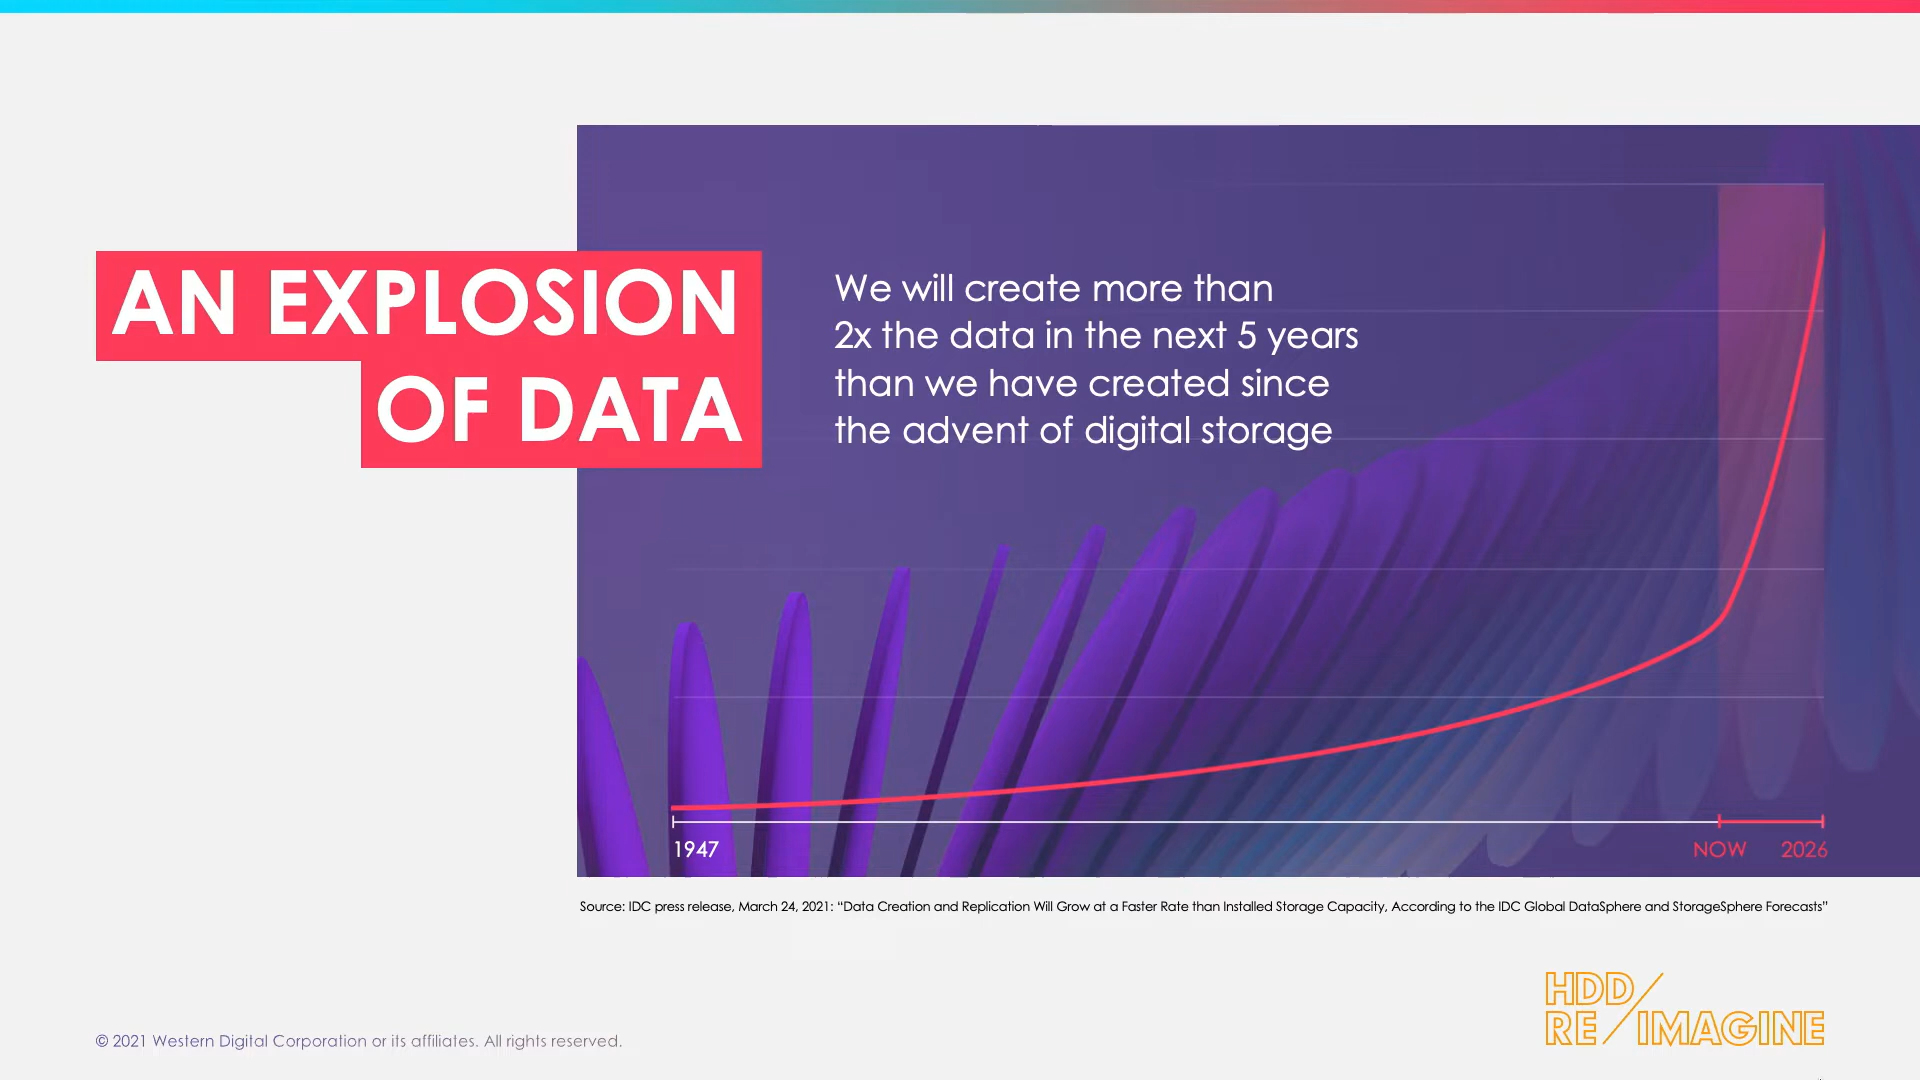 AN EXPLOSION
OF DATA
We will create more than
2x the data in the next 5 years
than we have created since
the advent of digital storage
1947
NOW
2026
Source: IDC press release, March 24, 2021: “Data Creation and Replication Will Grow at a Faster Rate than Installed Storage Capacity, According to the IDC Global DataSphere and StorageSphere Forecasts”
HDD/
RE/IMAGINE
© 2021 Western Digital Corporation or its affiliates. All rights reserved.